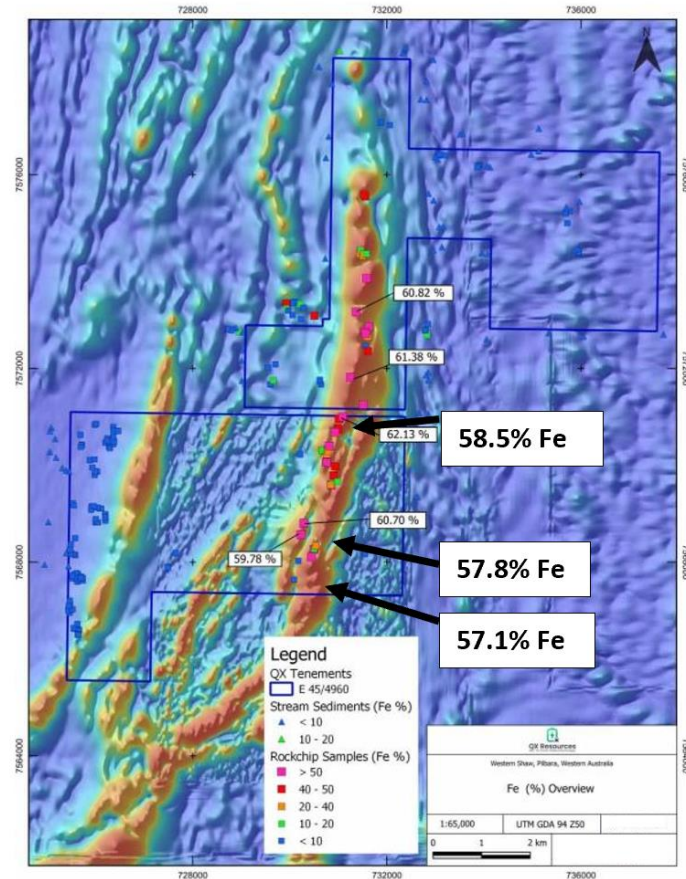 728000 732000 736000
N
7576000 7576000
60.82 %
7572000 7572000
61.38 %
62.13 %
58.5% Fe
60.70 %
59.78 %
7568000 7568000
57.8% Fe
57.1% Fe
Legend
QX Tenements
E 45/4960
Stream Sediments (Fe %)
< 10
10 - 20
Rockchip Samples (Fe %)
> 50
40 - 50
20 - 40
10 - 20
< 10
7564000
QX Resources
Western Shaw, Pilbara, Western Australia
Fe (%) Overview
1:65,000 UTM GDA 94 Z50
0 1 2 km
728000 732000 736000